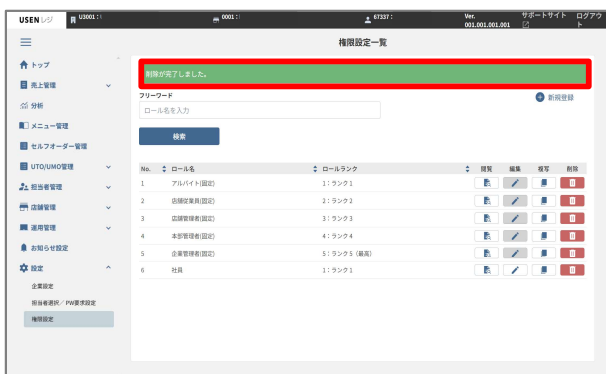 USEN レジ U3001 : 0001 : 67337 : Ver. 001.001.001.001 サポートサイト ログアウト
権限設定一覧
トップ
売上管理
分析
メニュー管理
セルフオーダー管理
UTO/UMO管理
担当者管理
店舗管理
運用管理
お知らせ設定
設定
企業設定
担当者選択／PW要求設定
権限設定
削除が完了しました。
フリーワード
新規登録
ロール名を入力
検索
No. ロール名 ロールランク 閲覧 編集 複写 削除
1 アルバイト(固定) 1：ランク1
2 店舗従業員(固定) 2：ランク2
3 店舗管理者(固定) 3：ランク3
4 本部管理者(固定) 4：ランク4
5 企業管理者(固定) 5：ランク5（最高）
6 社員 1：ランク1